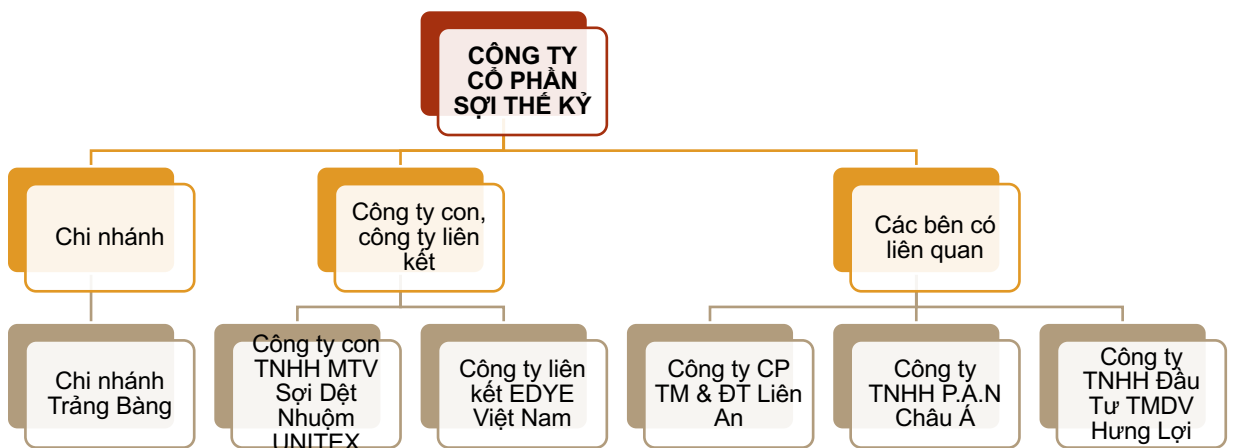 CÔNG TY
CỔ PHẦN
SỢI THẾ KỶ
Chi nhánh
Công ty con,
công ty liên
kết
Các bên có
liên quan
Chi nhánh
Trảng Bàng
Công ty con
TNHH MTV
Sợi Dệt
Nhuộm
UNITEX
Công ty liên
kết EDYE
Việt Nam
Công ty CP
TM & ĐT Liên
An
Công ty
TNHH P.A.N
Châu Á
Công ty
TNHH Đầu
Tư TMDV
Hưng Lợi